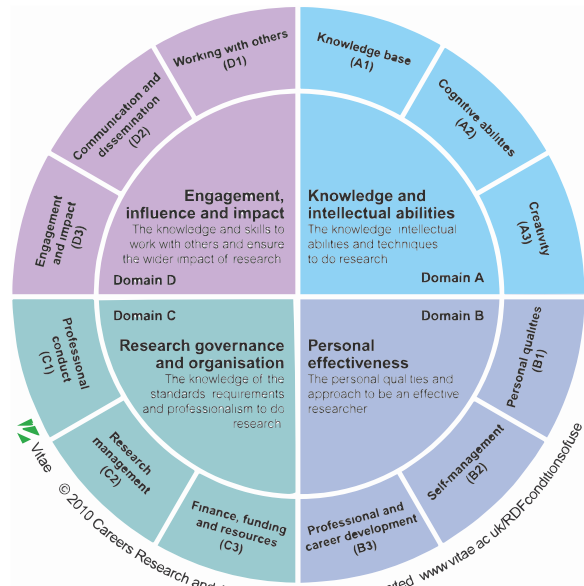 Working with others
(D1)
Knowledge base
(A1)
Communication and
dissemination
(D2)
Cognitive abilities
(A2)
Engagement
and impact
(D3)
Creativity
(A3)
Engagement,
influence and impact
The knowledge and skills to
work with others and ensure
the wider impact of research
Domain D
Knowledge and
intellectual abilities
The knowledge intellectual
abilities and techniques
to do research
Domain A
Domain C
Research governance
and organisation
The knowledge of the
standards requirements
and professionalism to do
research
Domain B
Personal
effectiveness
The personal qualities and
approach to be an effective
researcher
Professional
conduct
(C1)
Personal qualities
(B1)
Research
management
(C2)
Self-management
(B2)
Finance, funding
and resources
(C3)
Professional and
career development
(B3)
Vitae
© 2010 Careers Research and
www.vitae ac uk/RDFconditionsofuse